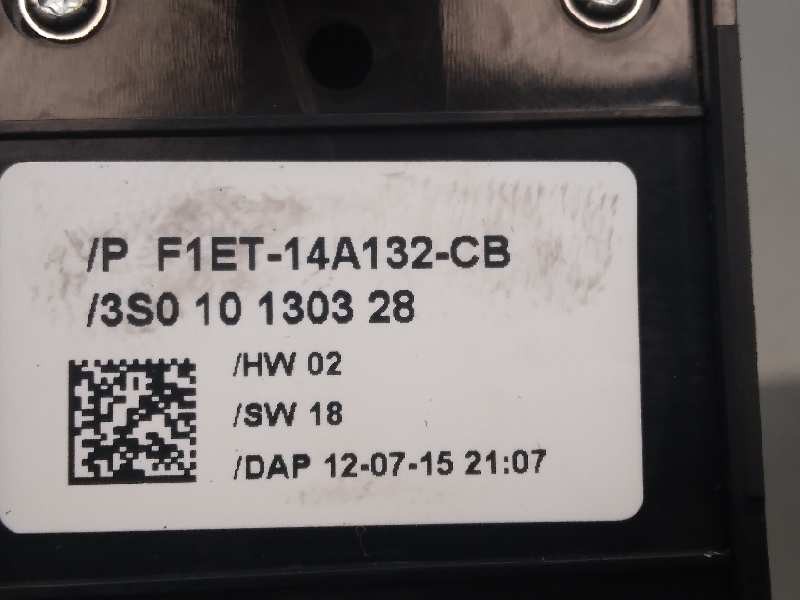 /P F1ET-14A132-CB
/3S0 10 1303 28
/HW 02
/SW 18
/DAP 12-07-15 21:07